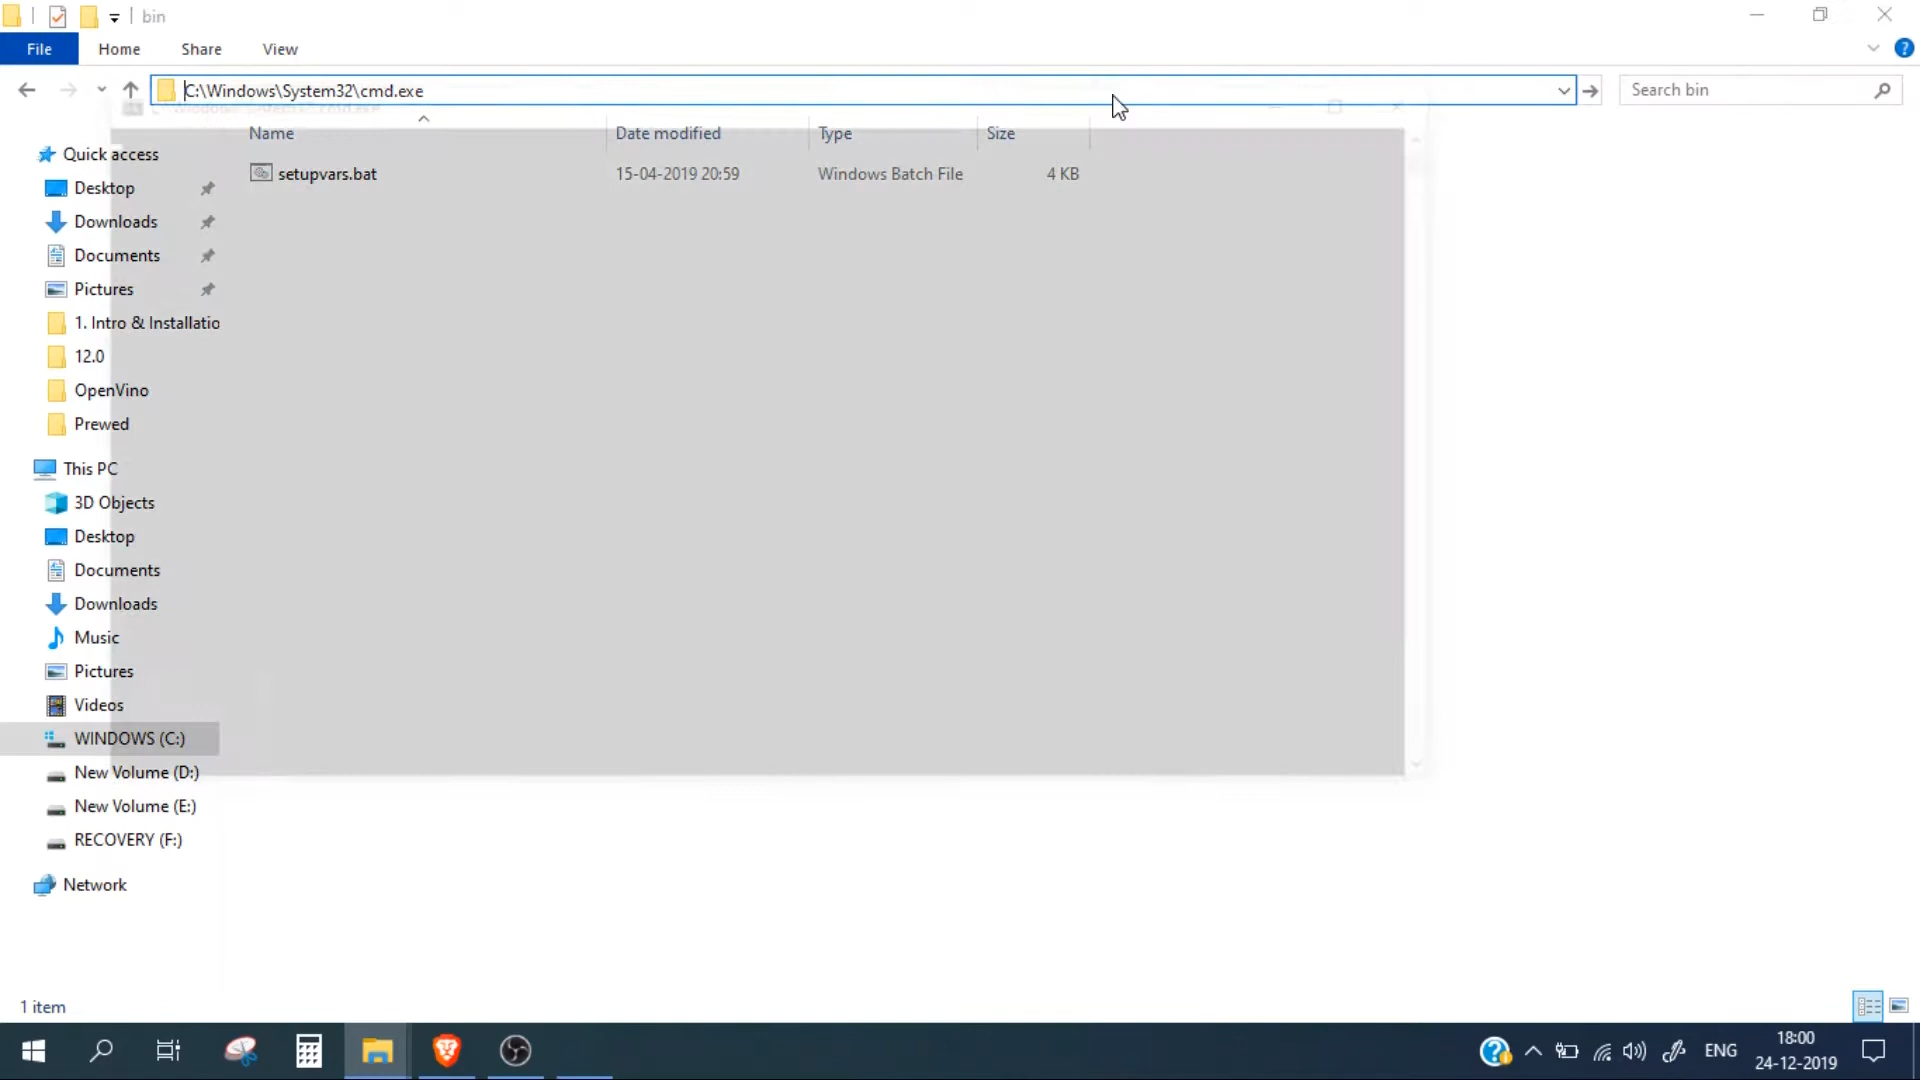 bin
File Home Share View
C:\Windows\System32\cmd.exe
Search bin
Name Date modified Type Size
setupvars.bat 15-04-2019 20:59 Windows Batch File 4 KB
Quick access
Desktop
Downloads
Documents
Pictures
1. Intro & Installatio
12.0
OpenVino
Prewed
This PC
3D Objects
Desktop
Documents
Downloads
Music
Pictures
Videos
WINDOWS (C:)
New Volume (D:)
New Volume (E:)
RECOVERY (F:)
Network
1 item
ENG
18:00
24-12-2019